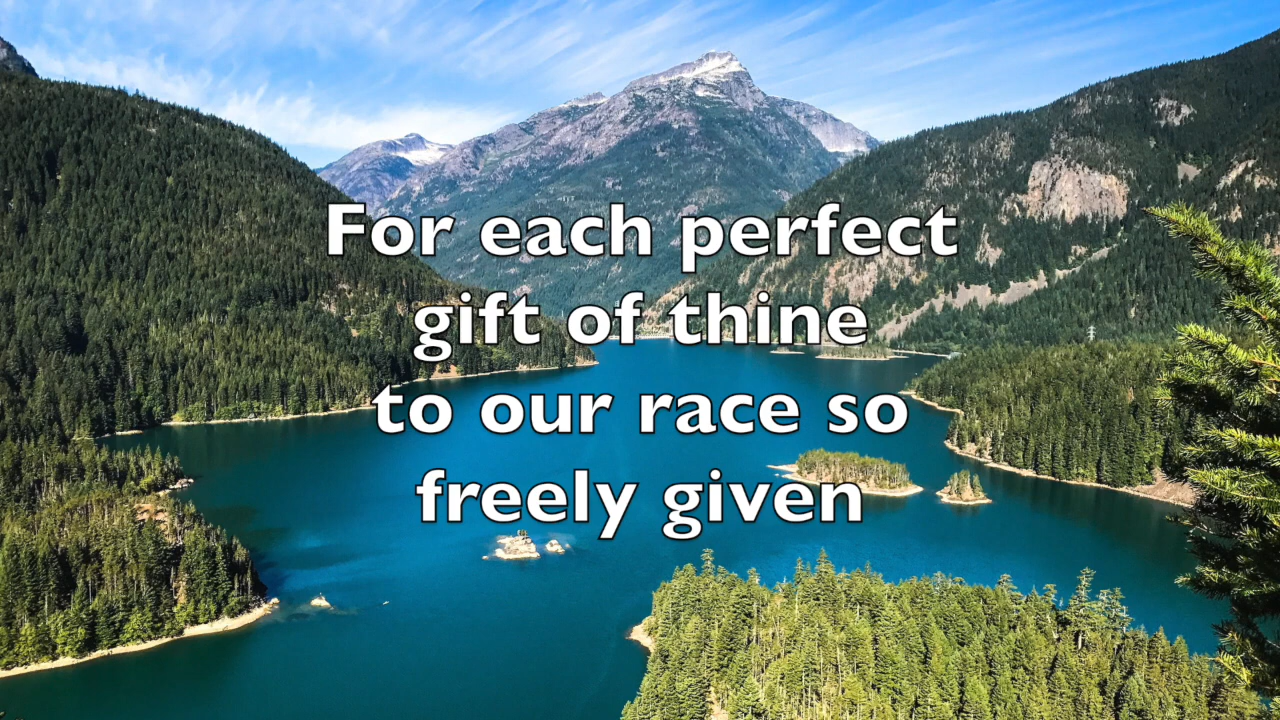 For each perfect
gift of thine
to our race so
freely given